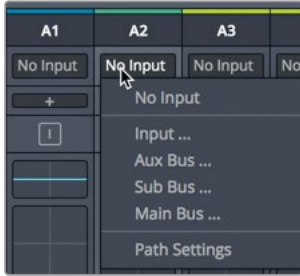 A1 A2 A3
No Input No Input No Input No
+
No Input
I
Input ...
Aux Bus ...
Sub Bus ...
Main Bus ...
Path Settings